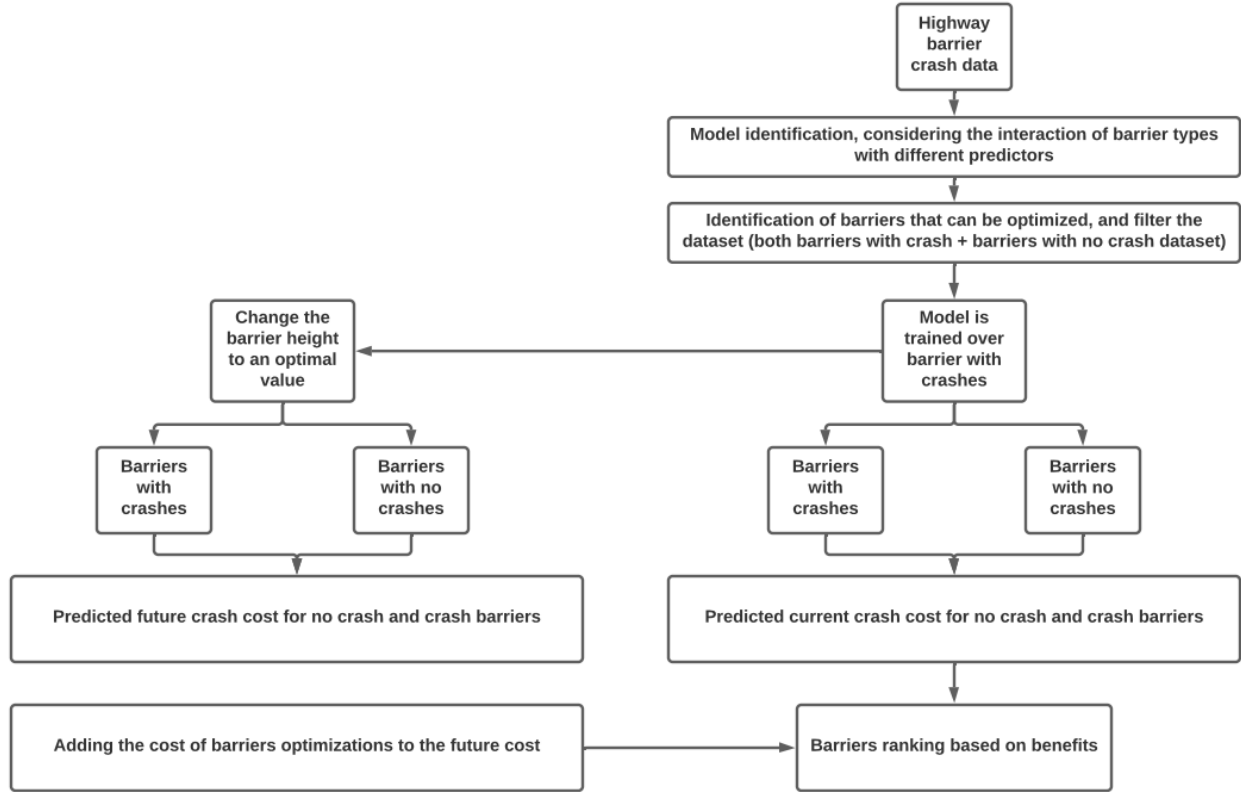 Highway
barrier
crash data
Model identification, considering the interaction of barrier types
with different predictors
Identification of barriers that can be optimized, and filter the
dataset (both barriers with crash + barriers with no crash dataset)
Change the
barrier height
to an optimal
value
Model is
trained over
barrier with
crashes
Barriers
with
crashes
Barriers
with no
crashes
Barriers
with
crashes
Barriers
with no
crashes
Predicted future crash cost for no crash and crash barriers
Predicted current crash cost for no crash and crash barriers
Adding the cost of barriers optimizations to the future cost
Barriers ranking based on benefits